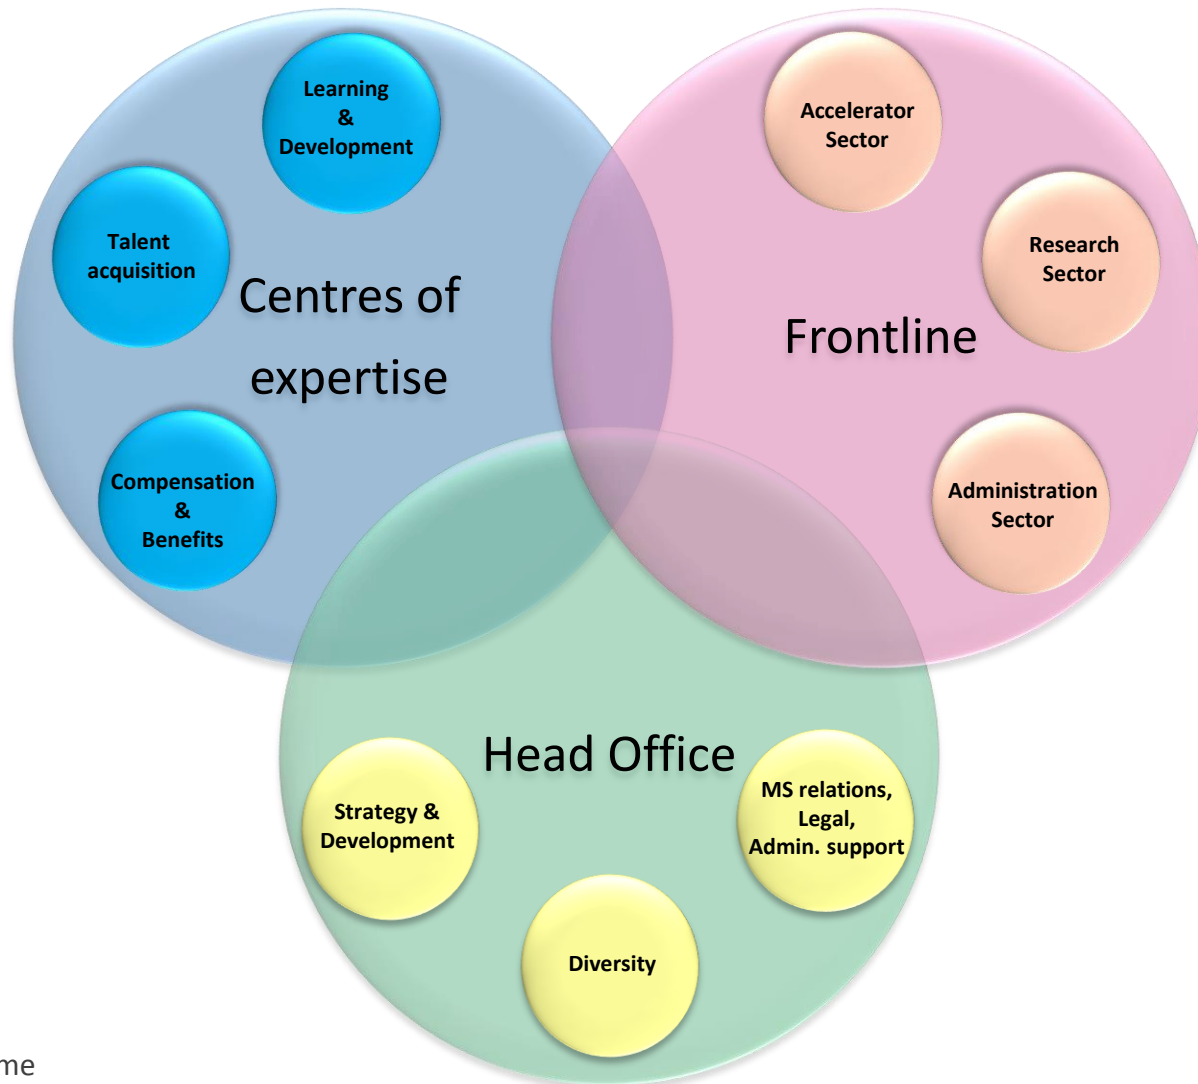 Learning
&
Development
Talent
acquisition
Centres of
expertise
Compensation
&
Benefits
Accelerator
Sector
Research
Sector
Frontline
Administration
Sector
Head Office
Strategy &
Development
MS relations,
Legal,
Admin. support
Diversity
me